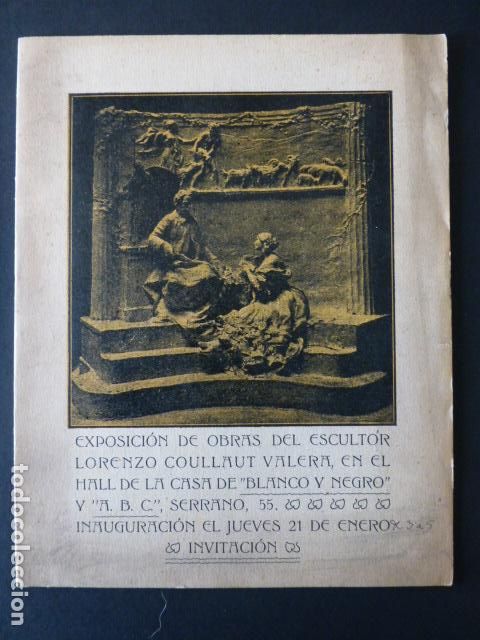 EXPOSICIÓN DE OBRAS DEL ESCULTOR
LORENZO COULLAUT VALERA, EN EL
HALL DE LA CASA DE "BLANCO Y NEGRO"
Y "A. B. C.", SERRANO, 55.
INAUGURACIÓN EL JUEVES 21 DE ENERO
INVITACIÓN
todocoleccion.net